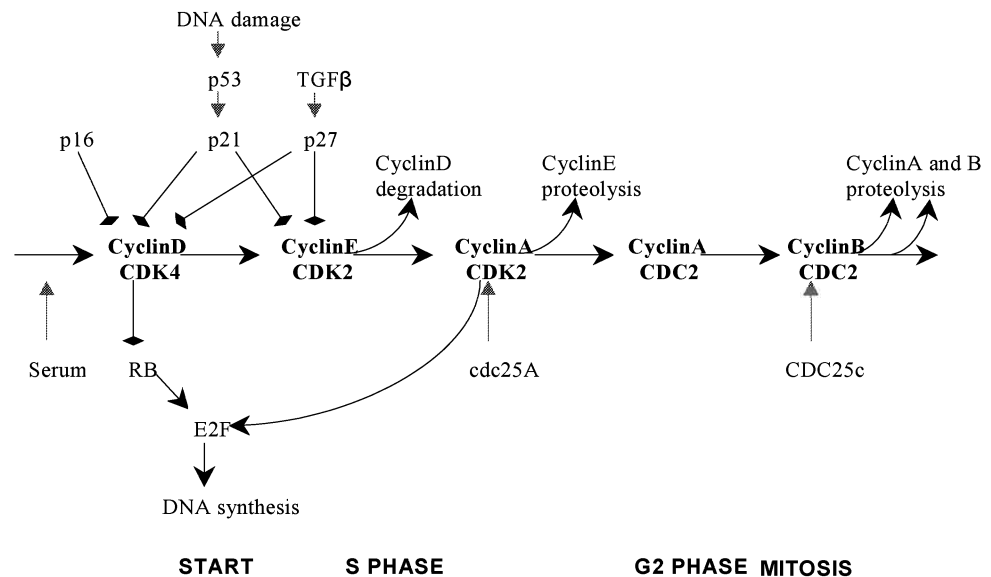 DNA damage
p53
TGFβ
p16
p21
p27
CyclinD
degradation
CyclinE
proteolysis
CyclinA and B
proteolysis
CyclinD
CDK4
CyclinE
CDK2
CyclinA
CDK2
CyclinA
CDC2
CyclinB
CDC2
Serum
RB
cdc25A
CDC25c
E2F
DNA synthesis
START
S PHASE
G2 PHASE
MITOSIS